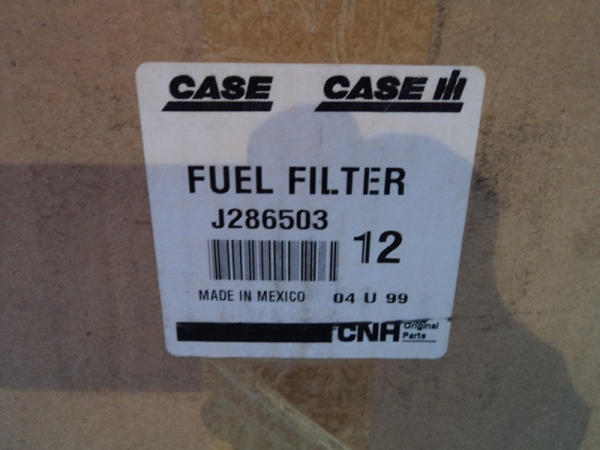 CASE CASE IH
FUEL FILTER
J286503
12
MADE IN MEXICO 04 U 99
CNH Original
Parts